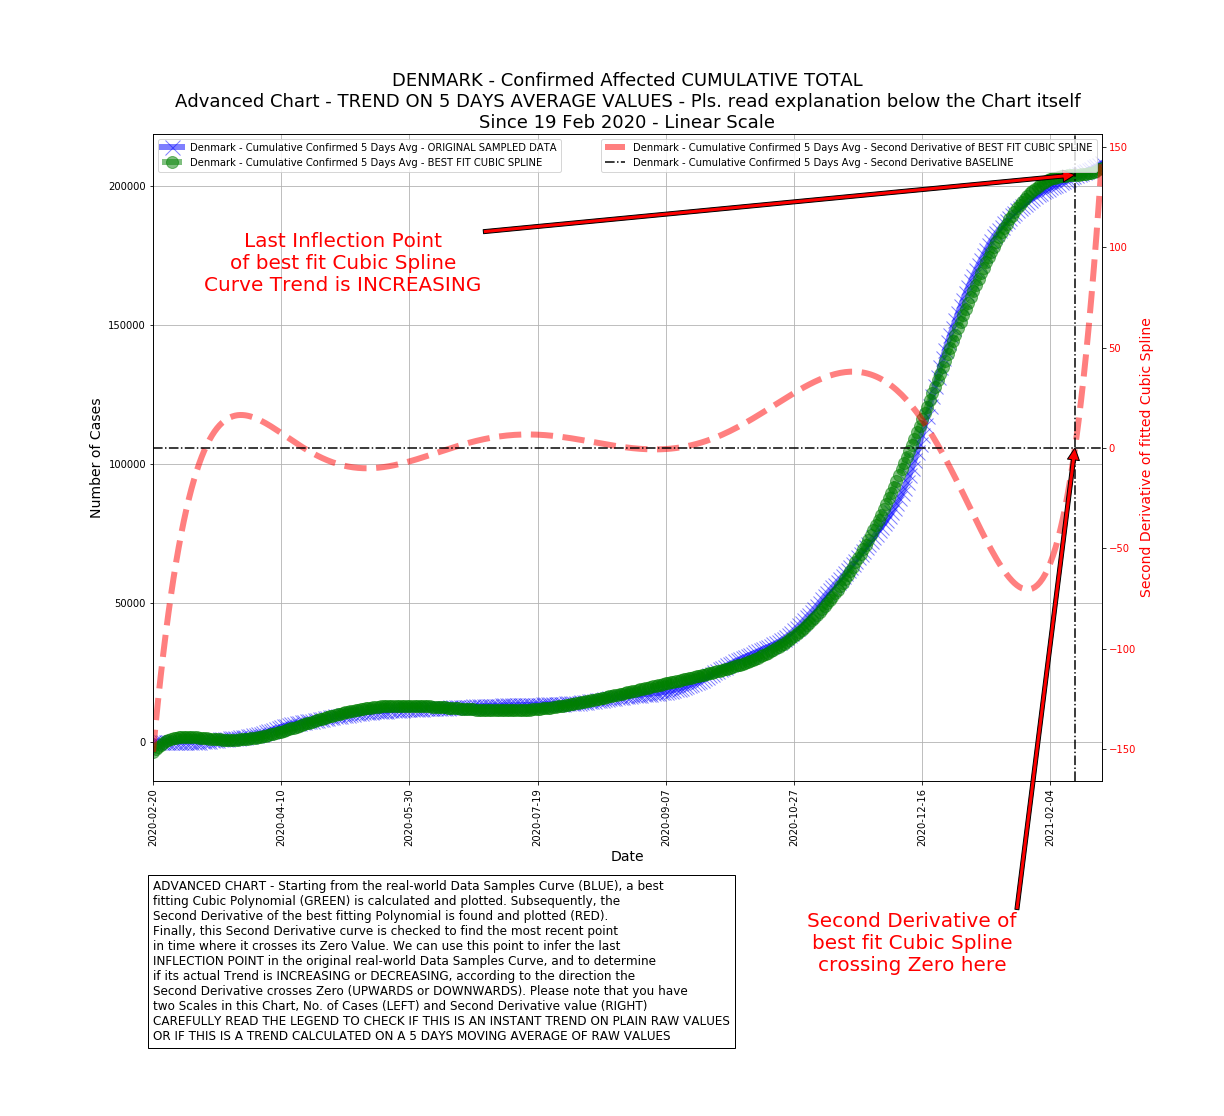 DENMARK - Confirmed Affected CUMULATIVE TOTAL
Advanced Chart - TREND ON 5 DAYS AVERAGE VALUES - Pls. read explanation below the Chart itself
Since 19 Feb 2020 - Linear Scale
Denmark - Cumulative Confirmed 5 Days Avg - ORIGINAL SAMPLED DATA
Denmark - Cumulative Confirmed 5 Days Avg - BEST FIT CUBIC SPLINE
Denmark - Cumulative Confirmed 5 Days Avg - Second Derivative of BEST FIT CUBIC SPLINE
Denmark - Cumulative Confirmed 5 Days Avg - Second Derivative BASELINE
Last Inflection Point
of best fit Cubic Spline
Curve Trend is INCREASING
Number of Cases
200000
150000
100000
50000
0
150
100
50
0
−50
−100
−150
Second Derivative of fitted Cubic Spline
2020-02-20
2020-04-10
2020-05-30
2020-07-19
2020-09-07
2020-10-27
2020-12-16
2021-02-04
Date
ADVANCED CHART - Starting from the real-world Data Samples Curve (BLUE), a best
fitting Cubic Polynomial (GREEN) is calculated and plotted. Subsequently, the
Second Derivative of the best fitting Polynomial is found and plotted (RED).
Finally, this Second Derivative curve is checked to find the most recent point
in time where it crosses its Zero Value. We can use this point to infer the last
INFLECTION POINT in the original real-world Data Samples Curve, and to determine
if its actual Trend is INCREASING or DECREASING, according to the direction the
Second Derivative crosses Zero (UPWARDS or DOWNWARDS). Please note that you have
two Scales in this Chart, No. of Cases (LEFT) and Second Derivative value (RIGHT)
CAREFULLY READ THE LEGEND TO CHECK IF THIS IS AN INSTANT TREND ON PLAIN RAW VALUES
OR IF THIS IS A TREND CALCULATED ON A 5 DAYS MOVING AVERAGE OF RAW VALUES
Second Derivative of
best fit Cubic Spline
crossing Zero here